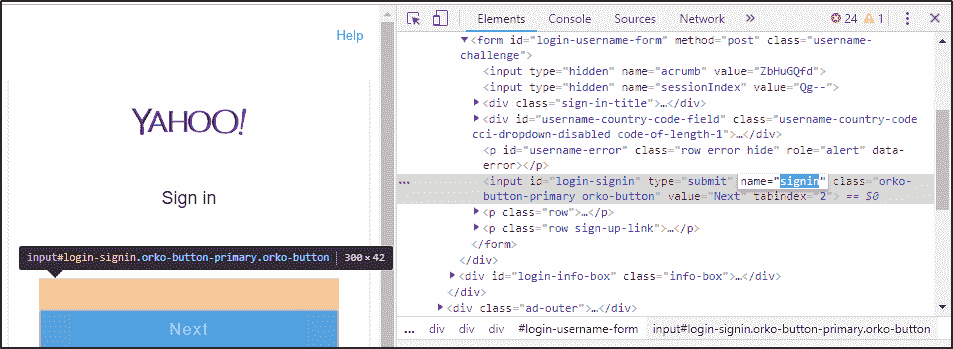 Help
YAHOO!
Sign in
input#login-signin.orko-button-primary.orko-button | 300 × 42
Next
Elements Console Sources » 24 1
▼<form id="login-username-form" method="post" class="username-
challenge">
<input type="hidden" name="acrumb" value="ZbHuGQfd">
<input type="hidden" name="sessionIndex" value="Qg--">
▶<div class="sign-in-title">…</div>
▶<div id="username-country-code-field" class="username-country-code
cci-dropdown-disabled code-of-length-1">…</div>
<p id="username-error" class="row error hide" role="alert" data-
error></p>
... <input id="login-signin" type="submit" name="signin" class="orko-
button-primary orko-button" value="Next" tabindex="2"> == $0
▶<p class="row">…</p>
▶<p class="row sign-up-link">…</p>
</form>
</div>
▶<div id="login-info-box" class="info-box">…</div>
</div>
▶<div class="ad-outer">…</div>
... div div div #login-username-form input#login-signin.orko-button-primary.orko-button